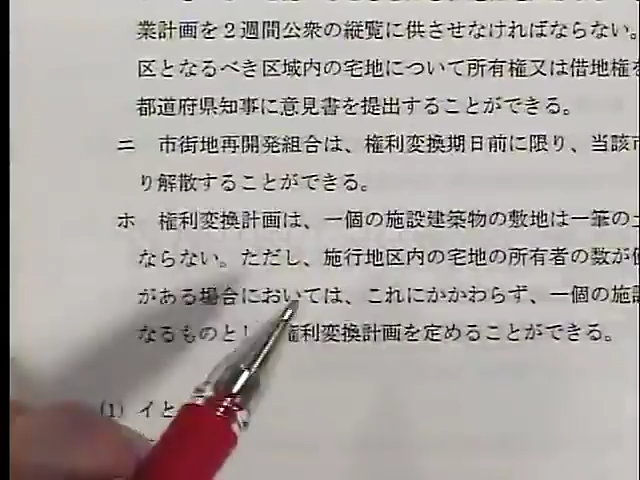 業計画を2週間公衆の縦覧に供させなければならない。
区となるべき区域内の宅地について所有権又は借地権を
都道府県知事に意見書を提出することができる。
ニ 市街地再開発組合は、権利変換期日前に限り、当該
り解散することができる。
ホ 権利変換計画は、一個の施設建築物の敷地は一筆の
ならない。ただし、施行地区内の宅地の所有者の数が
がある場合においては、これにかかわらず、一個の施
なるものと 権利変換計画を定めることができる。
(1) イと